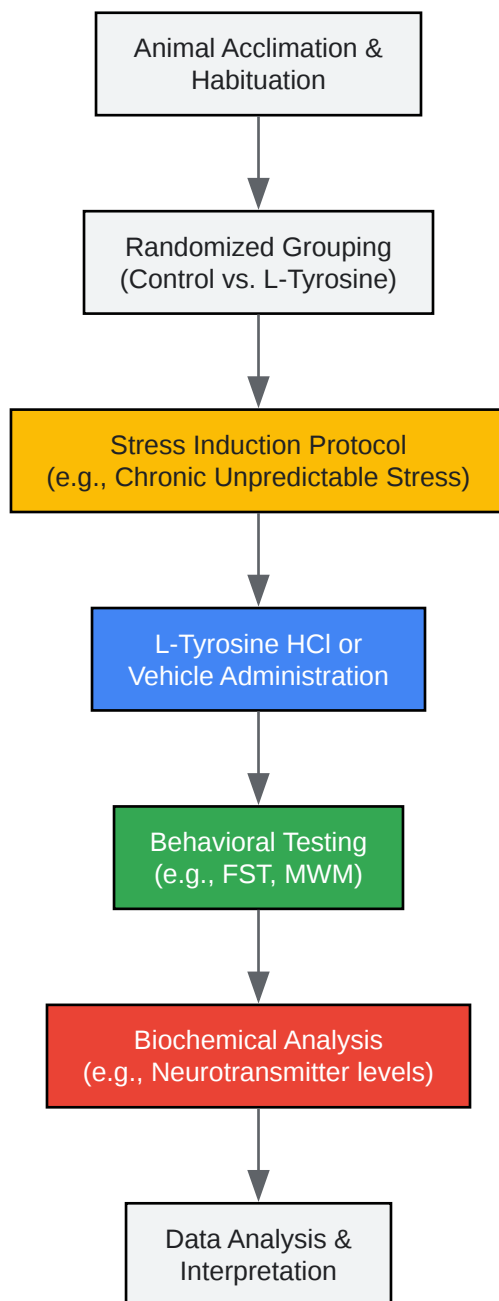 Animal Acclimation &
Habituation
Randomized Grouping
(Control vs. L-Tyrosine)
Stress Induction Protocol
(e.g., Chronic Unpredictable Stress)
L-Tyrosine HCl or
Vehicle Administration
Behavioral Testing
(e.g., FST, MWM)
Biochemical Analysis
(e.g., Neurotransmitter levels)
Data Analysis &
Interpretation